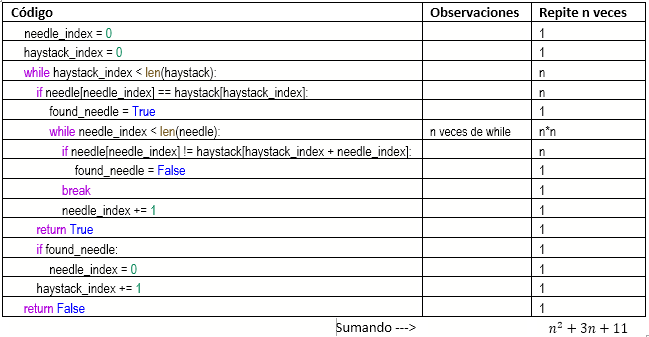 Código Observaciones Repite n veces
needle_index = 0 1
haystack_index = 0 1
while haystack_index < len(haystack): n
if needle[needle_index] == haystack[haystack_index]: n
found_needle = True 1
while needle_index < len(needle): n veces de while n*n
if needle[needle_index] != haystack[haystack_index + needle_index]: n
found_needle = False 1
break 1
needle_index += 1 1
return True 1
if found_needle: 1
needle_index = 0 1
haystack_index += 1 1
return False 1
Sumando ---> n² + 3n + 11